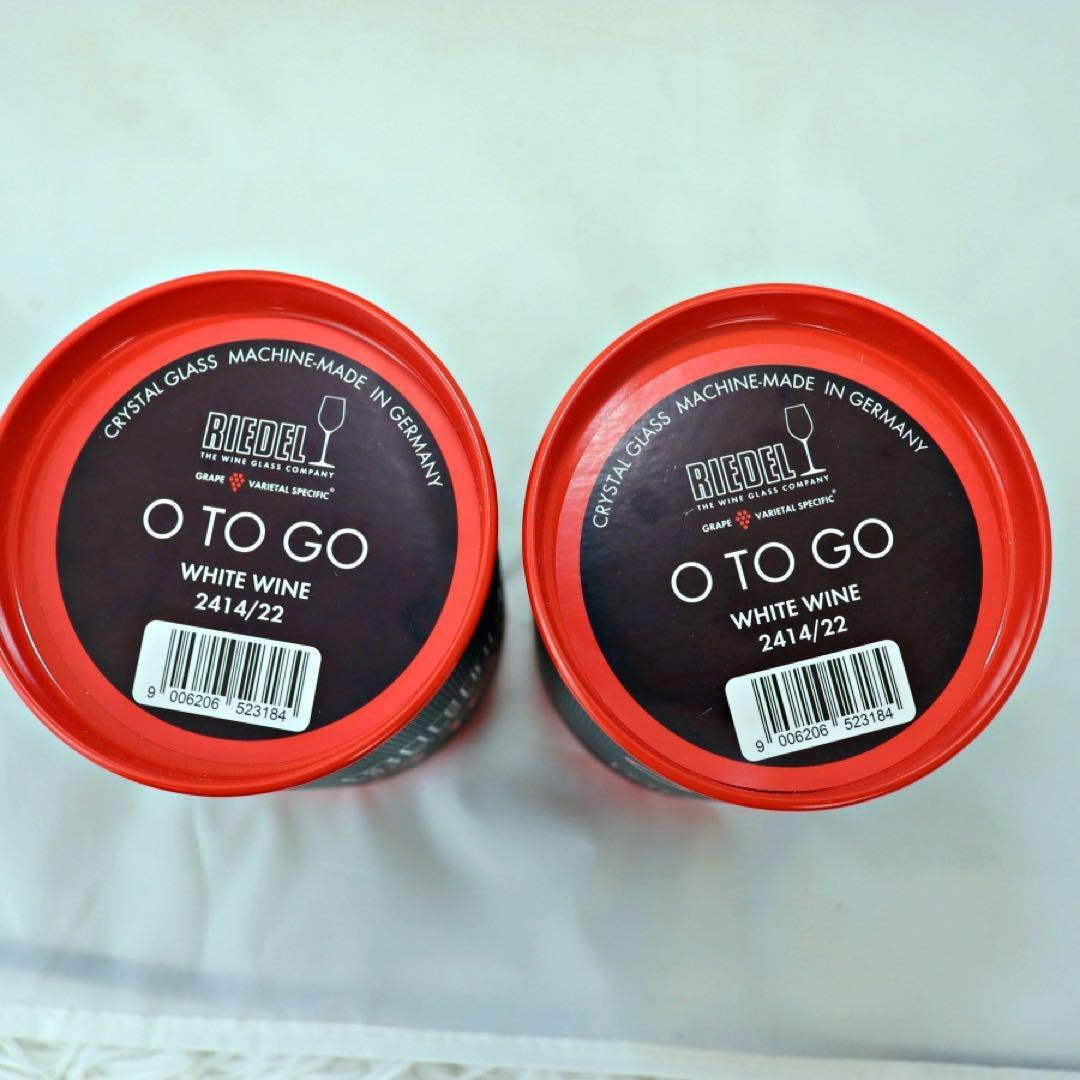 CRYSTAL GLASS MACHINE-MADE IN GERMANY
RIEDEL
THE WINE GLASS COMPANY
GRAPE VARIETAL SPECIFIC®
O TO GO
WHITE WINE
2414/22
9 006206 523184
CRYSTAL GLASS MACHINE-MADE IN GERMANY
RIEDEL
THE WINE GLASS COMPANY
GRAPE VARIETAL SPECIFIC®
O TO GO
WHITE WINE
2414/22
9 006206 523184